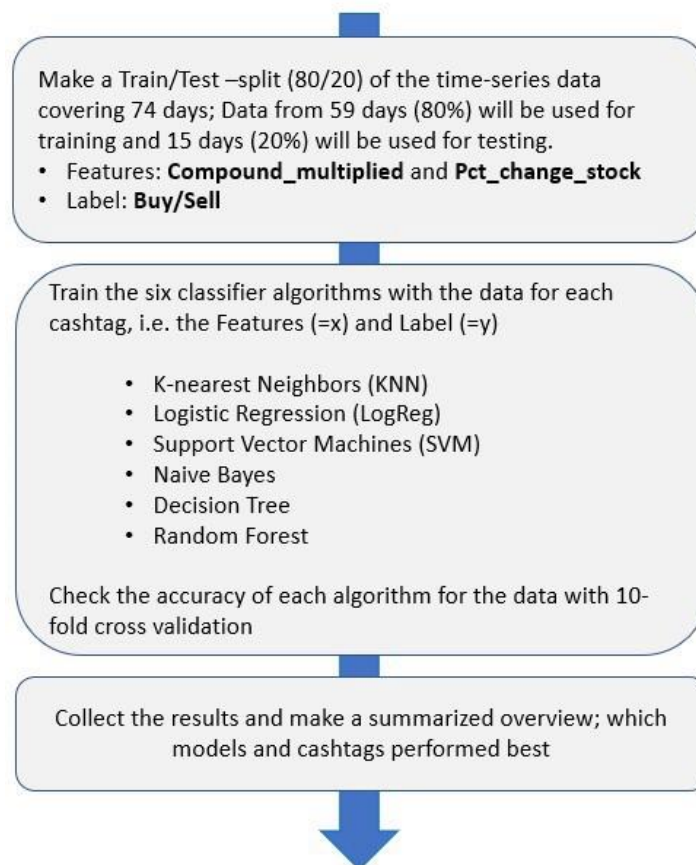 Make a Train/Test –split (80/20) of the time-series data
covering 74 days; Data from 59 days (80%) will be used for
training and 15 days (20%) will be used for testing.
• Features: Compound_multiplied and Pct_change_stock
• Label: Buy/Sell
Train the six classifier algorithms with the data for each
cashtag, i.e. the Features (=x) and Label (=y)
• K-nearest Neighbors (KNN)
• Logistic Regression (LogReg)
• Support Vector Machines (SVM)
• Naive Bayes
• Decision Tree
• Random Forest
Check the accuracy of each algorithm for the data with 10-
fold cross validation
Collect the results and make a summarized overview; which
models and cashtags performed best